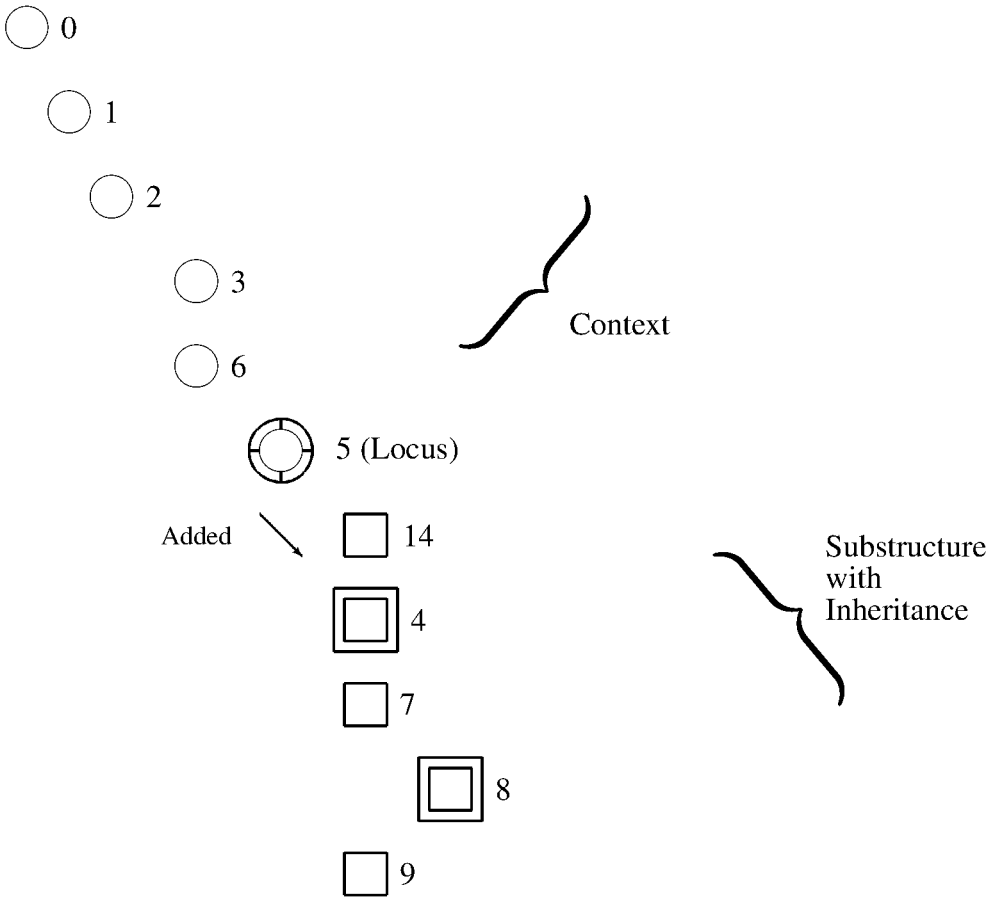 0
1
2
3
Context
6
5 (Locus)
Added
14
Substructure
with
Inheritance
4
7
8
9